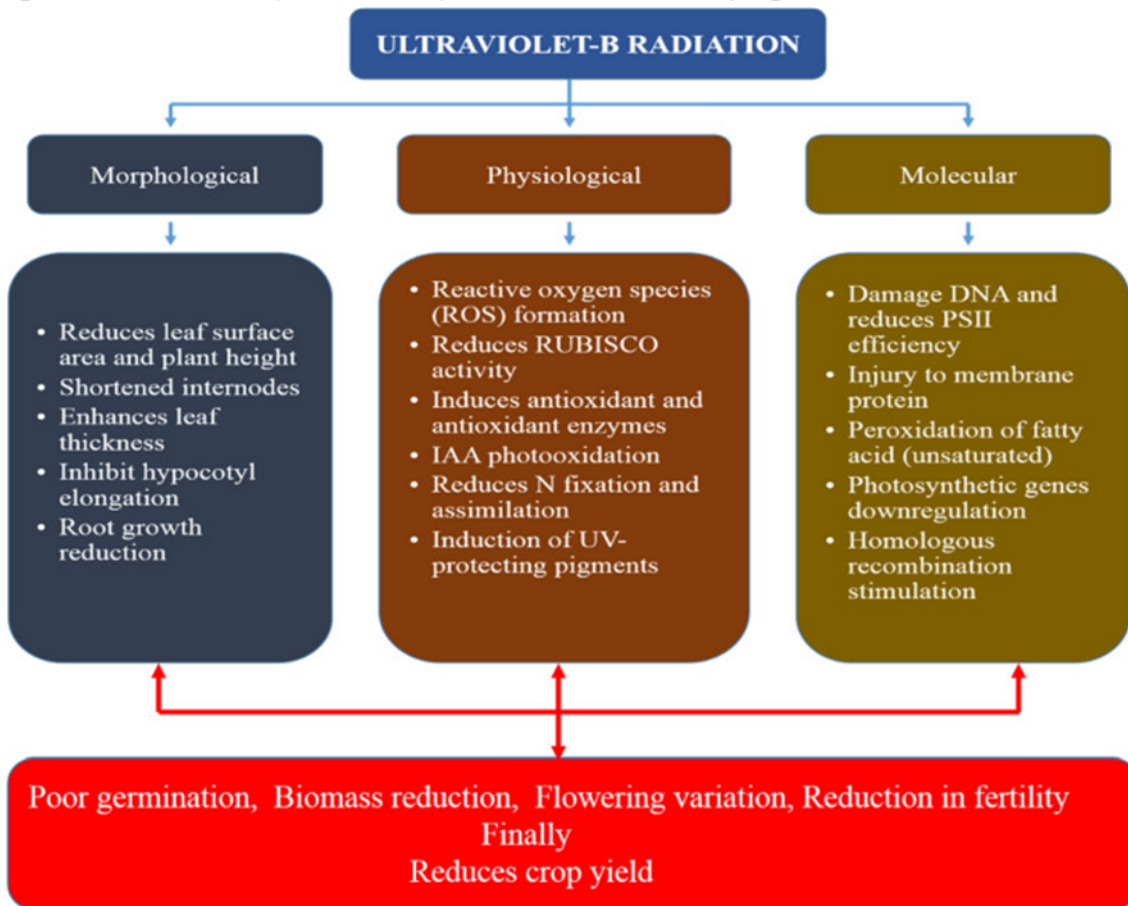 ULTRAVIOLET-B RADIATION
Morphological
Physiological
Molecular
• Reduces leaf surface
area and plant height
• Shortened internodes
• Enhances leaf
thickness
• Inhibit hypocotyl
elongation
• Root growth
reduction
• Reactive oxygen species
(ROS) formation
• Reduces RUBISCO
activity
• Induces antioxidant and
antioxidant enzymes
• IAA photooxidation
• Reduces N fixation and
assimilation
• Induction of UV-
protecting pigments
• Damage DNA and
reduces PSII
efficiency
• Injury to membrane
protein
• Peroxidation of fatty
acid (unsaturated)
• Photosynthetic genes
downregulation
• Homologous
recombination
stimulation
Poor germination, Biomass reduction, Flowering variation, Reduction in fertility
Finally
Reduces crop yield